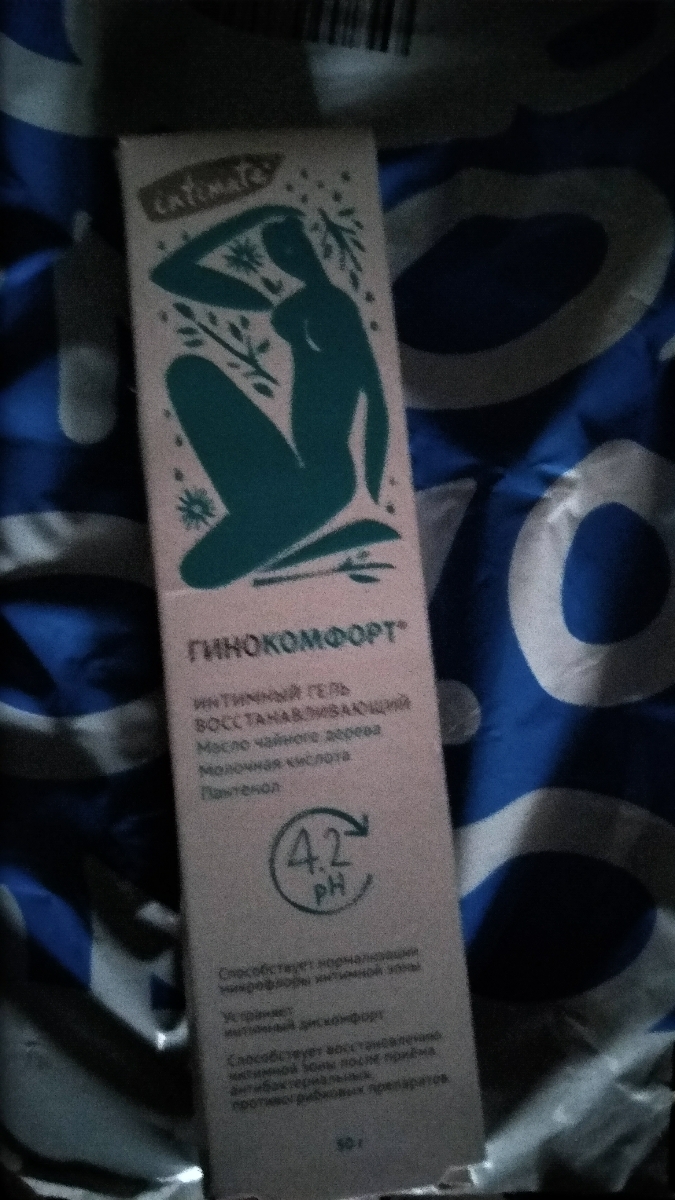 intimate
ГИНОКОМФОРТ®
ИНТИМНЫЙ ГЕЛЬ
ВОССТАНАВЛИВАЮЩИЙ
Масло чайного дерева
Молочная кислота
Пантенол
4.2
pH
Способствует нормализации
микрофлоры интимной зоны
Устраняет
интимный дискомфорт
Способствует восстановлению
интимной зоны после приёма
антибактериальных,
противогрибковых препаратов
50 г